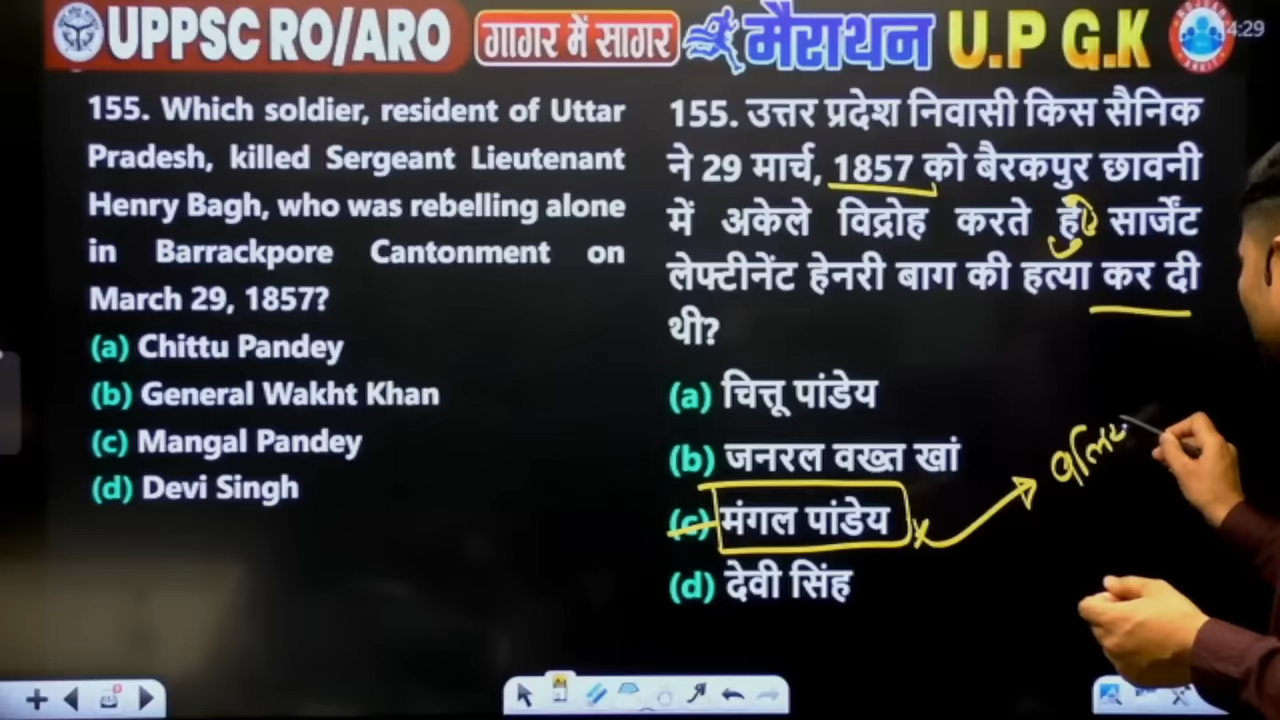 UPPSC RO/ARO गागर में सागर मैराथन U.P G.K 4:29
155. Which soldier, resident of Uttar
Pradesh, killed Sergeant Lieutenant
Henry Bagh, who was rebelling alone
in Barrackpore Cantonment on
March 29, 1857?
(a) Chittu Pandey
(b) General Wakht Khan
(c) Mangal Pandey
(d) Devi Singh
155. उत्तर प्रदेश निवासी किस सैनिक
ने 29 मार्च, 1857 को बैरकपुर छावनी
में अकेले विद्रोह करते सार्जेंट
लेफ्टीनेंट हेनरी बाग की हत्या कर दी
थी?
(a) चित्तू पांडेय
(b) जनरल वख्त खां
(c) मंगल पांडेय
(d) देवी सिंह